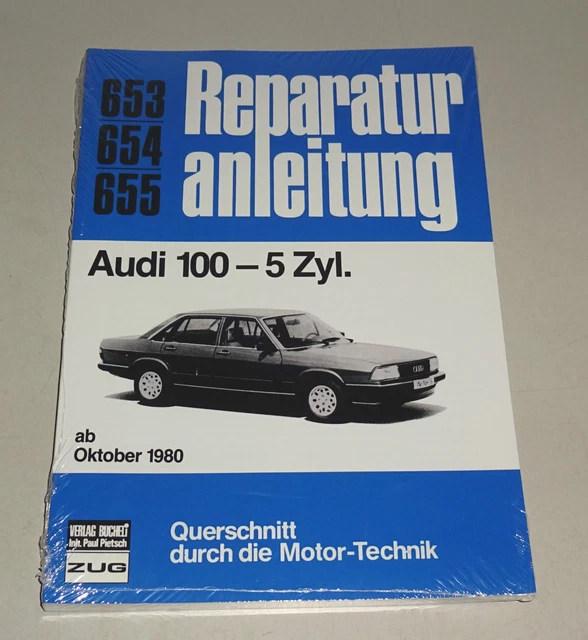 653
654
655
Reparatur
anleitung
Audi 100 – 5 Zyl.
ab
Oktober 1980
VERLAG BUCHELI
Inh. Paul Pietsch
ZUG
Querschnitt
durch die Motor-Technik